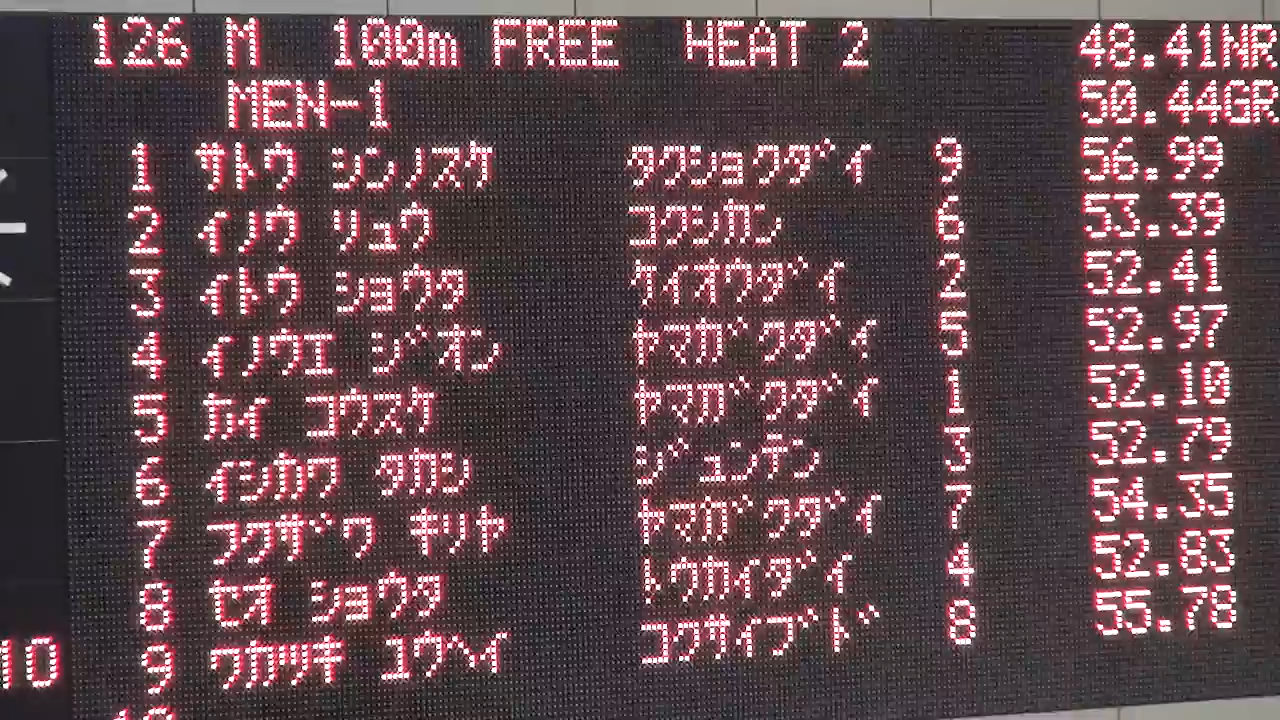 126 M 100m FREE HEAT 2 48.41NR
MEN-1 50.44GR
1 サトウ シンノスケ タクショクダイ 9 56.99
2 イノウ リュウ コクシカン 6 53.39
3 イトウ ショウタ ケイオウダイ 2 52.41
4 イノウエ ジオン ヤマガクダイ 5 52.97
5 カイ コウスケ ヤマガクダイ 1 52.10
6 イシカワ タカシ ジュンテン 3 52.79
7 フクザワ キリヤ ヤマガクダイ 7 54.35
8 セオ ショウタ トウカイダイ 4 52.83
9 ワカツキ ユウヘイ コクサイブドド 8 55.78
10